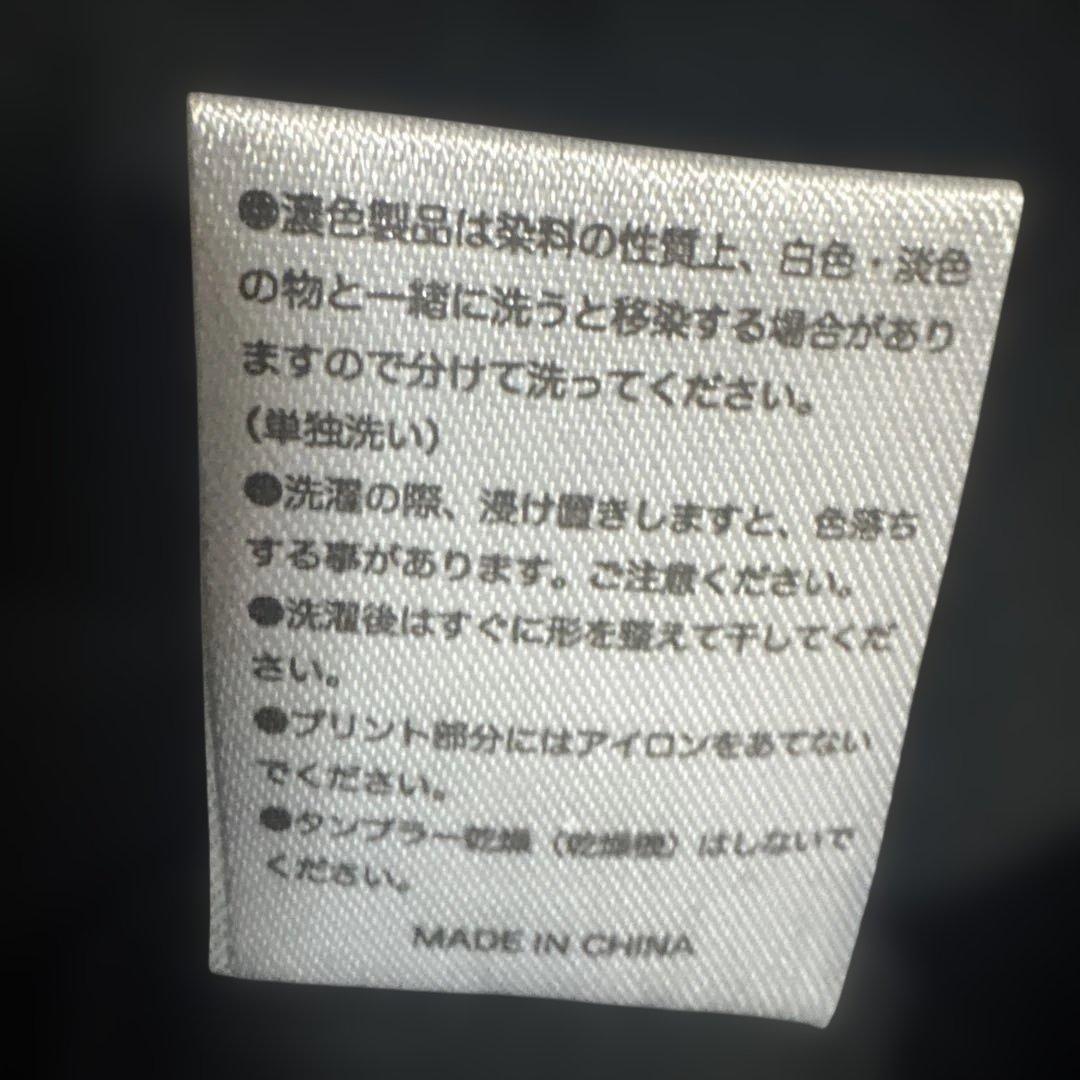 ●濃色製品は染料の性質上、白色・淡色
の物と一緒に洗うと移染する場合があり
ますので分けて洗ってください。
(単独洗い)
●洗濯の際、浸け置きしますと、色落ち
する事があります。ご注意ください。
●洗濯後はすぐに形を整えて干してくだ
さい。
●プリント部分にはアイロンをあてない
でください。
●タンブラー乾燥（乾燥機）はしないで
ください。
MADE IN CHINA